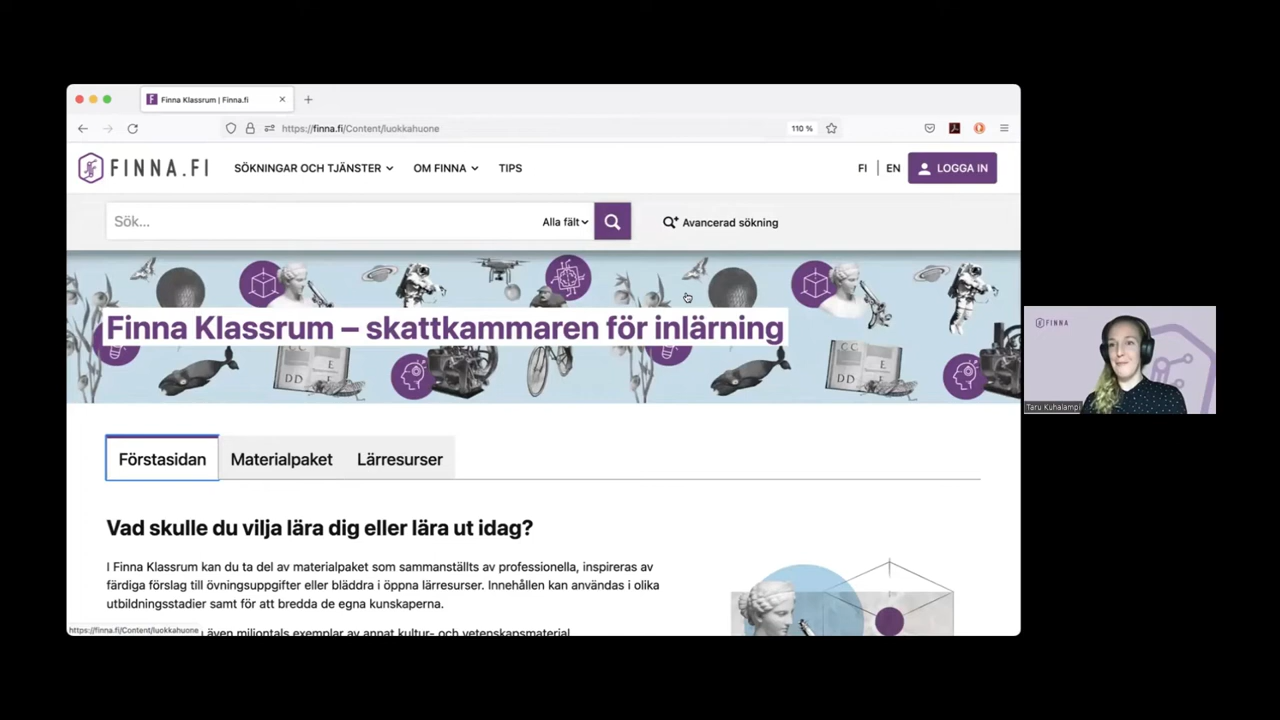 Finna Klassrum | Finna.fi
https://finna.fi/Content/luokkahuone
110 %
FINNA.FI
SÖKNINGAR OCH TJÄNSTER
OM FINNA
TIPS
FI
EN
LOGGA IN
Sök...
Alla fält
Avancerad sökning
Finna Klassrum – skattkammaren för inlärning
Förstasidan
Materialpaket
Lärresurser
Vad skulle du vilja lära dig eller lära ut idag?
I Finna Klassrum kan du ta del av materialpaket som sammanställts av professionella, inspireras av
färdiga förslag till övningsuppgifter eller bläddra i öppna lärresurser. Innehållen kan användas i olika
utbildningsstadier samt för att bredda de egna kunskaperna.
även miljontals exemplar av annat kultur- och vetenskapsmaterial
https://finna.fi/Content/luokkahuone
FINNA
Taru Kuhalampi